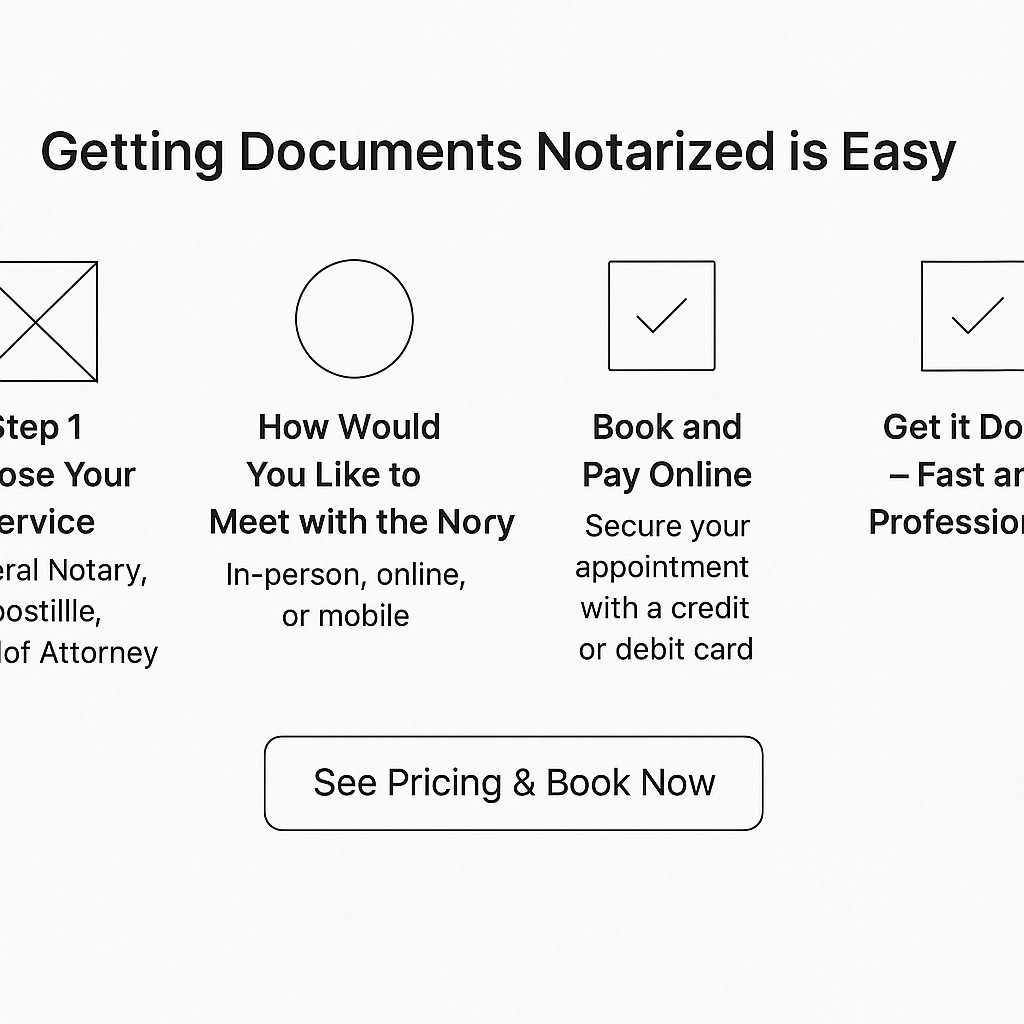 Getting Documents Notarized is Easy
Step 1
ose Your
ervice
eral Notary,
postillle,
lof Attorney
How Would
You Like to
Meet with the Nory
In-person, online,
or mobile
Book and
Pay Online
Secure your
appointment
with a credit
or debit card
Get it Do
– Fast an
Profession
See Pricing & Book Now